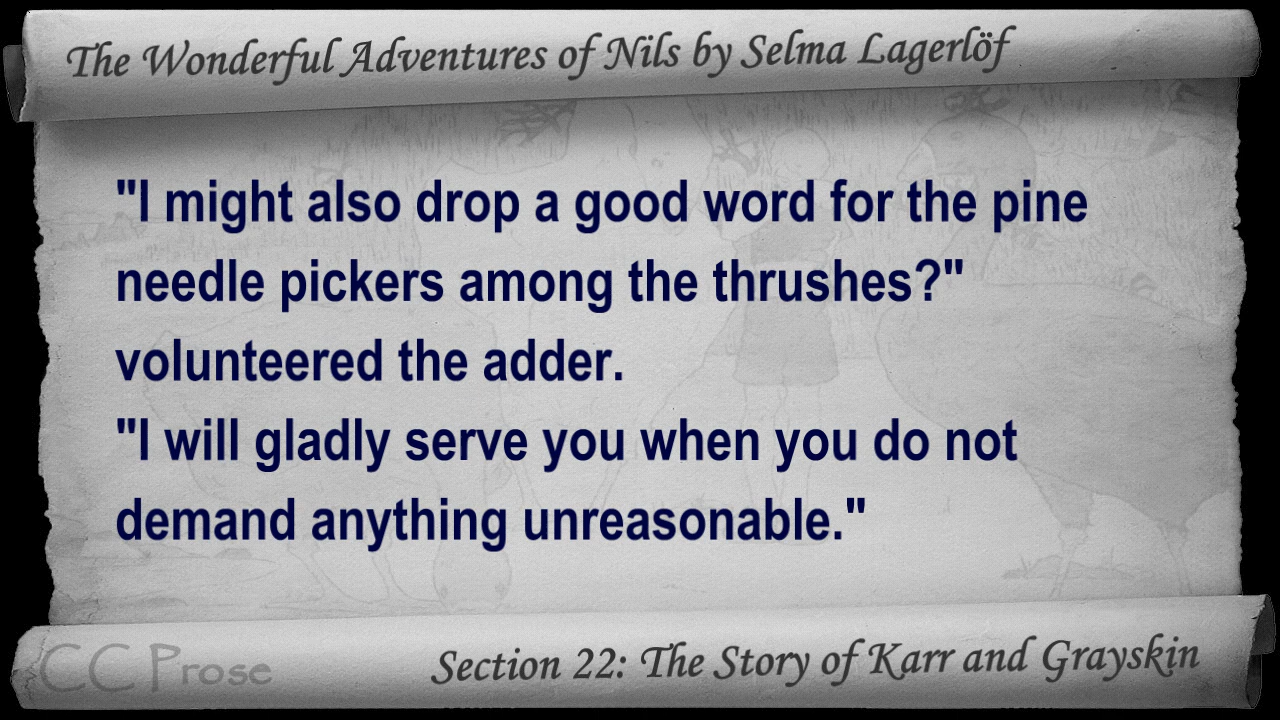 The Wonderful Adventures of Nils by Selma Lagerlöf
"I might also drop a good word for the pine
needle pickers among the thrushes?"
volunteered the adder.
"I will gladly serve you when you do not
demand anything unreasonable."
CC Prose
Section 22: The Story of Karr and Grayskin